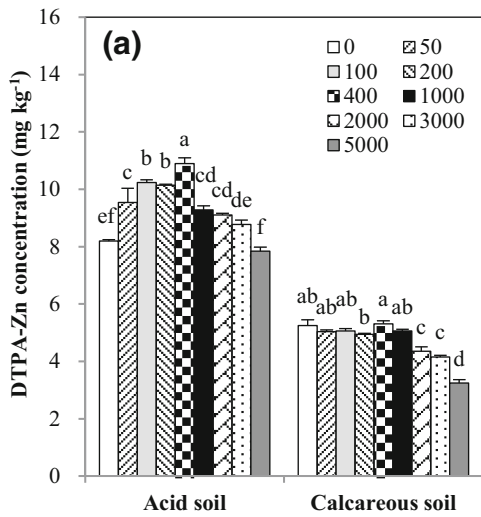 (a)
DTPA-Zn concentration (mg kg⁻¹)
16
14
12
10
8
6
4
2
0
0 50
100 200
400 1000
2000 3000
5000
ef c b b a cd cd de f
ab ab ab b a ab c c d
Acid soil Calcareous soil